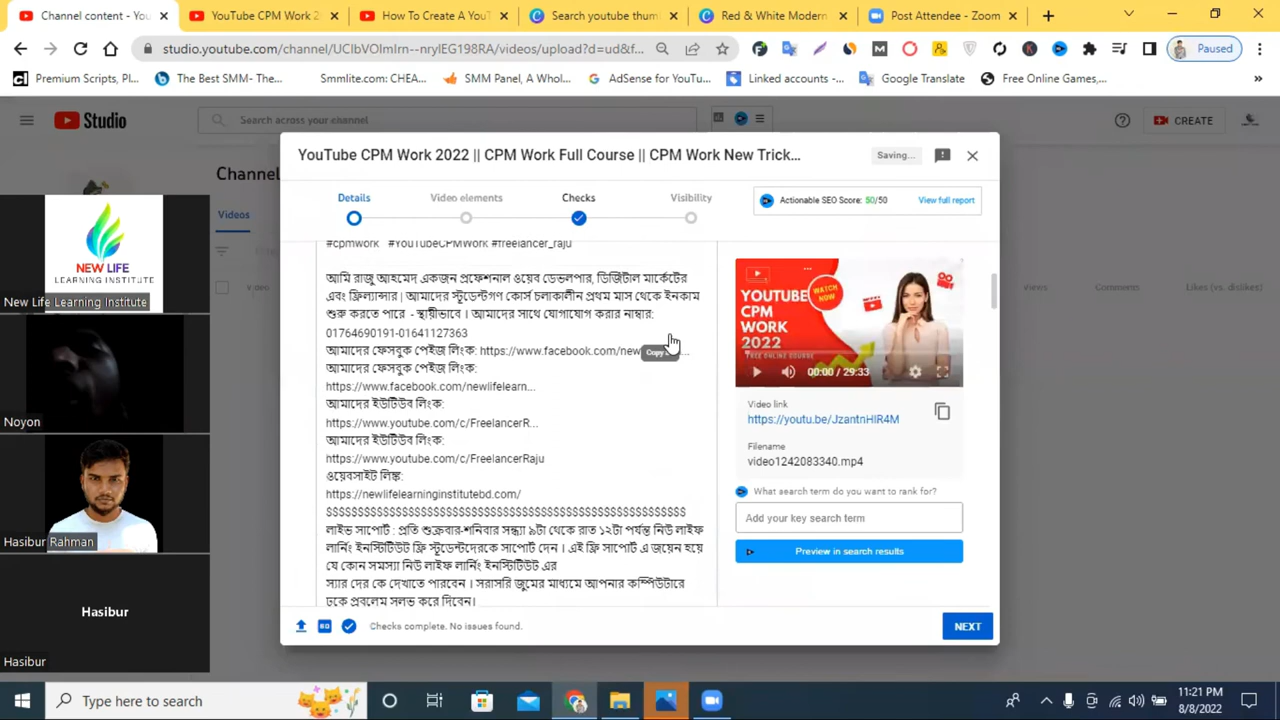 Channel content - You
YouTube CPM Work 2
How To Create A YouT
Search youtube thum
Red & White Modern
Post Attendee - Zoom
studio.youtube.com/channel/UCIbVOImIrn--nrylEG198RA/videos/upload?d=ud&f...
Paused
Premium Scripts, Pl...
The Best SMM- The...
Smmlite.com: CHEA...
SMM Panel, A Whol...
AdSense for YouTu...
Linked accounts -...
Google Translate
Free Online Games,...
»
Studio
Search across your channel
CREATE
Channel
Videos
Video
Views
Comments
Likes (vs. dislikes)
YouTube CPM Work 2022 || CPM Work Full Course || CPM Work New Trick...
Saving...
Details
Video elements
Checks
Visibility
Actionable SEO Score: 50/50
View full report
#cpmwork #YouTubeCPMWork #freelancer_raju
আমি রাজু আহমেদ একজন প্রফেশনাল ওয়েব ডেভলপার, ডিজিটাল মার্কেটের
এবং ফ্রিল্যান্সার | আমাদের স্টূডেন্টগণ কোর্স চলাকালীন প্রথম মাস থেকে ইনকাম
শুরু করতে পারে - স্থায়ীভাবে । আমাদের সাথে যোগাযোগ করার নাম্বার:
01764690191-01641127363
আমাদের ফেসবুক পেইজ লিংক: https://www.facebook.com/new
আমাদের ফেসবুক পেইজ লিংক:
https://www.facebook.com/newlifelearn...
আমাদের ইউটিউব লিংক:
https://www.youtube.com/c/FreelancerR...
আমাদের ইউটিউব লিংক:
https://www.youtube.com/c/FreelancerRaju
ওয়েবসাইট লিঙ্ক:
https://newlifelearninginstitutebd.com/
$$$$$$$$$$$$$$$$$$$$$$$$$$$$$$$$$$$$$$$$$$$$$$$$$$$
লাইভ সাপোর্ট : প্রতি শুক্রবার-শনিবার সন্ধ্যা ৯টা থেকে রাত ১২টা পর্যন্ত নিউ লাইফ
লার্নিং ইনস্টিটিউট ফ্রি স্টূডেন্টদেরকে সাপোর্ট দেন । এই ফ্রি সাপোর্ট এ জয়েন হয়ে
যে কোন সমস্যা নিউ লাইফ লার্নিং ইনস্টিটিউট এর
স্যার দের কে দেখাতে পারবেন । সরাসরি জুমের মাধ্যমে আপনার কম্পিউটারে
ঢুকে প্রবলেম সলভ করে দিবেন।
YOUTUBE
CPM
WORK
2022
WATCH
NOW
FREE ONLINE COURSE
00:00 / 29:33
Video link
https://youtu.be/JzantnHIR4M
Filename
video1242083340.mp4
What search term do you want to rank for?
Add your key search term
Preview in search results
Checks complete. No issues found.
NEXT
NEW LIFE
LEARNING INSTITUTE
New Life Learning Institute
Noyon
Hasibur Rahman
Hasibur
Hasibur
Type here to search
11:21 PM
8/8/2022